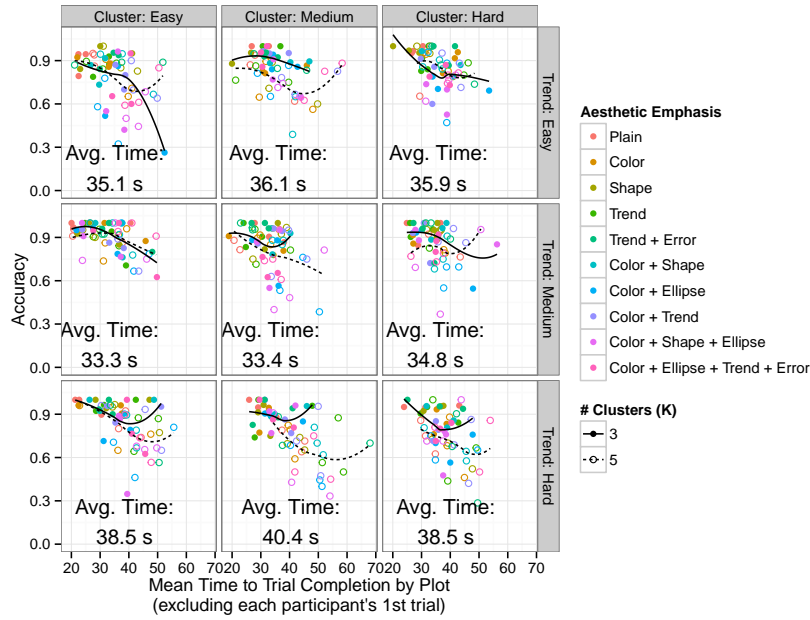 Cluster: Easy
Cluster: Medium
Cluster: Hard
0.9
0.6
0.3
0.0
Avg. Time:
35.1 s
Avg. Time:
36.1 s
Avg. Time:
35.9 s
Trend: Easy
0.9
0.6
0.3
0.0
Avg. Time:
33.3 s
Avg. Time:
33.4 s
Avg. Time:
34.8 s
Trend: Medium
0.9
0.6
0.3
0.0
Avg. Time:
38.5 s
Avg. Time:
40.4 s
Avg. Time:
38.5 s
Trend: Hard
Accuracy
20 30 40 50 60 70 20 30 40 50 60 70 20 30 40 50 60 70
Mean Time to Trial Completion by Plot
(excluding each participant's 1st trial)
Aesthetic Emphasis
Plain
Color
Shape
Trend
Trend + Error
Color + Shape
Color + Ellipse
Color + Trend
Color + Shape + Ellipse
Color + Ellipse + Trend + Error
# Clusters (K)
3
5